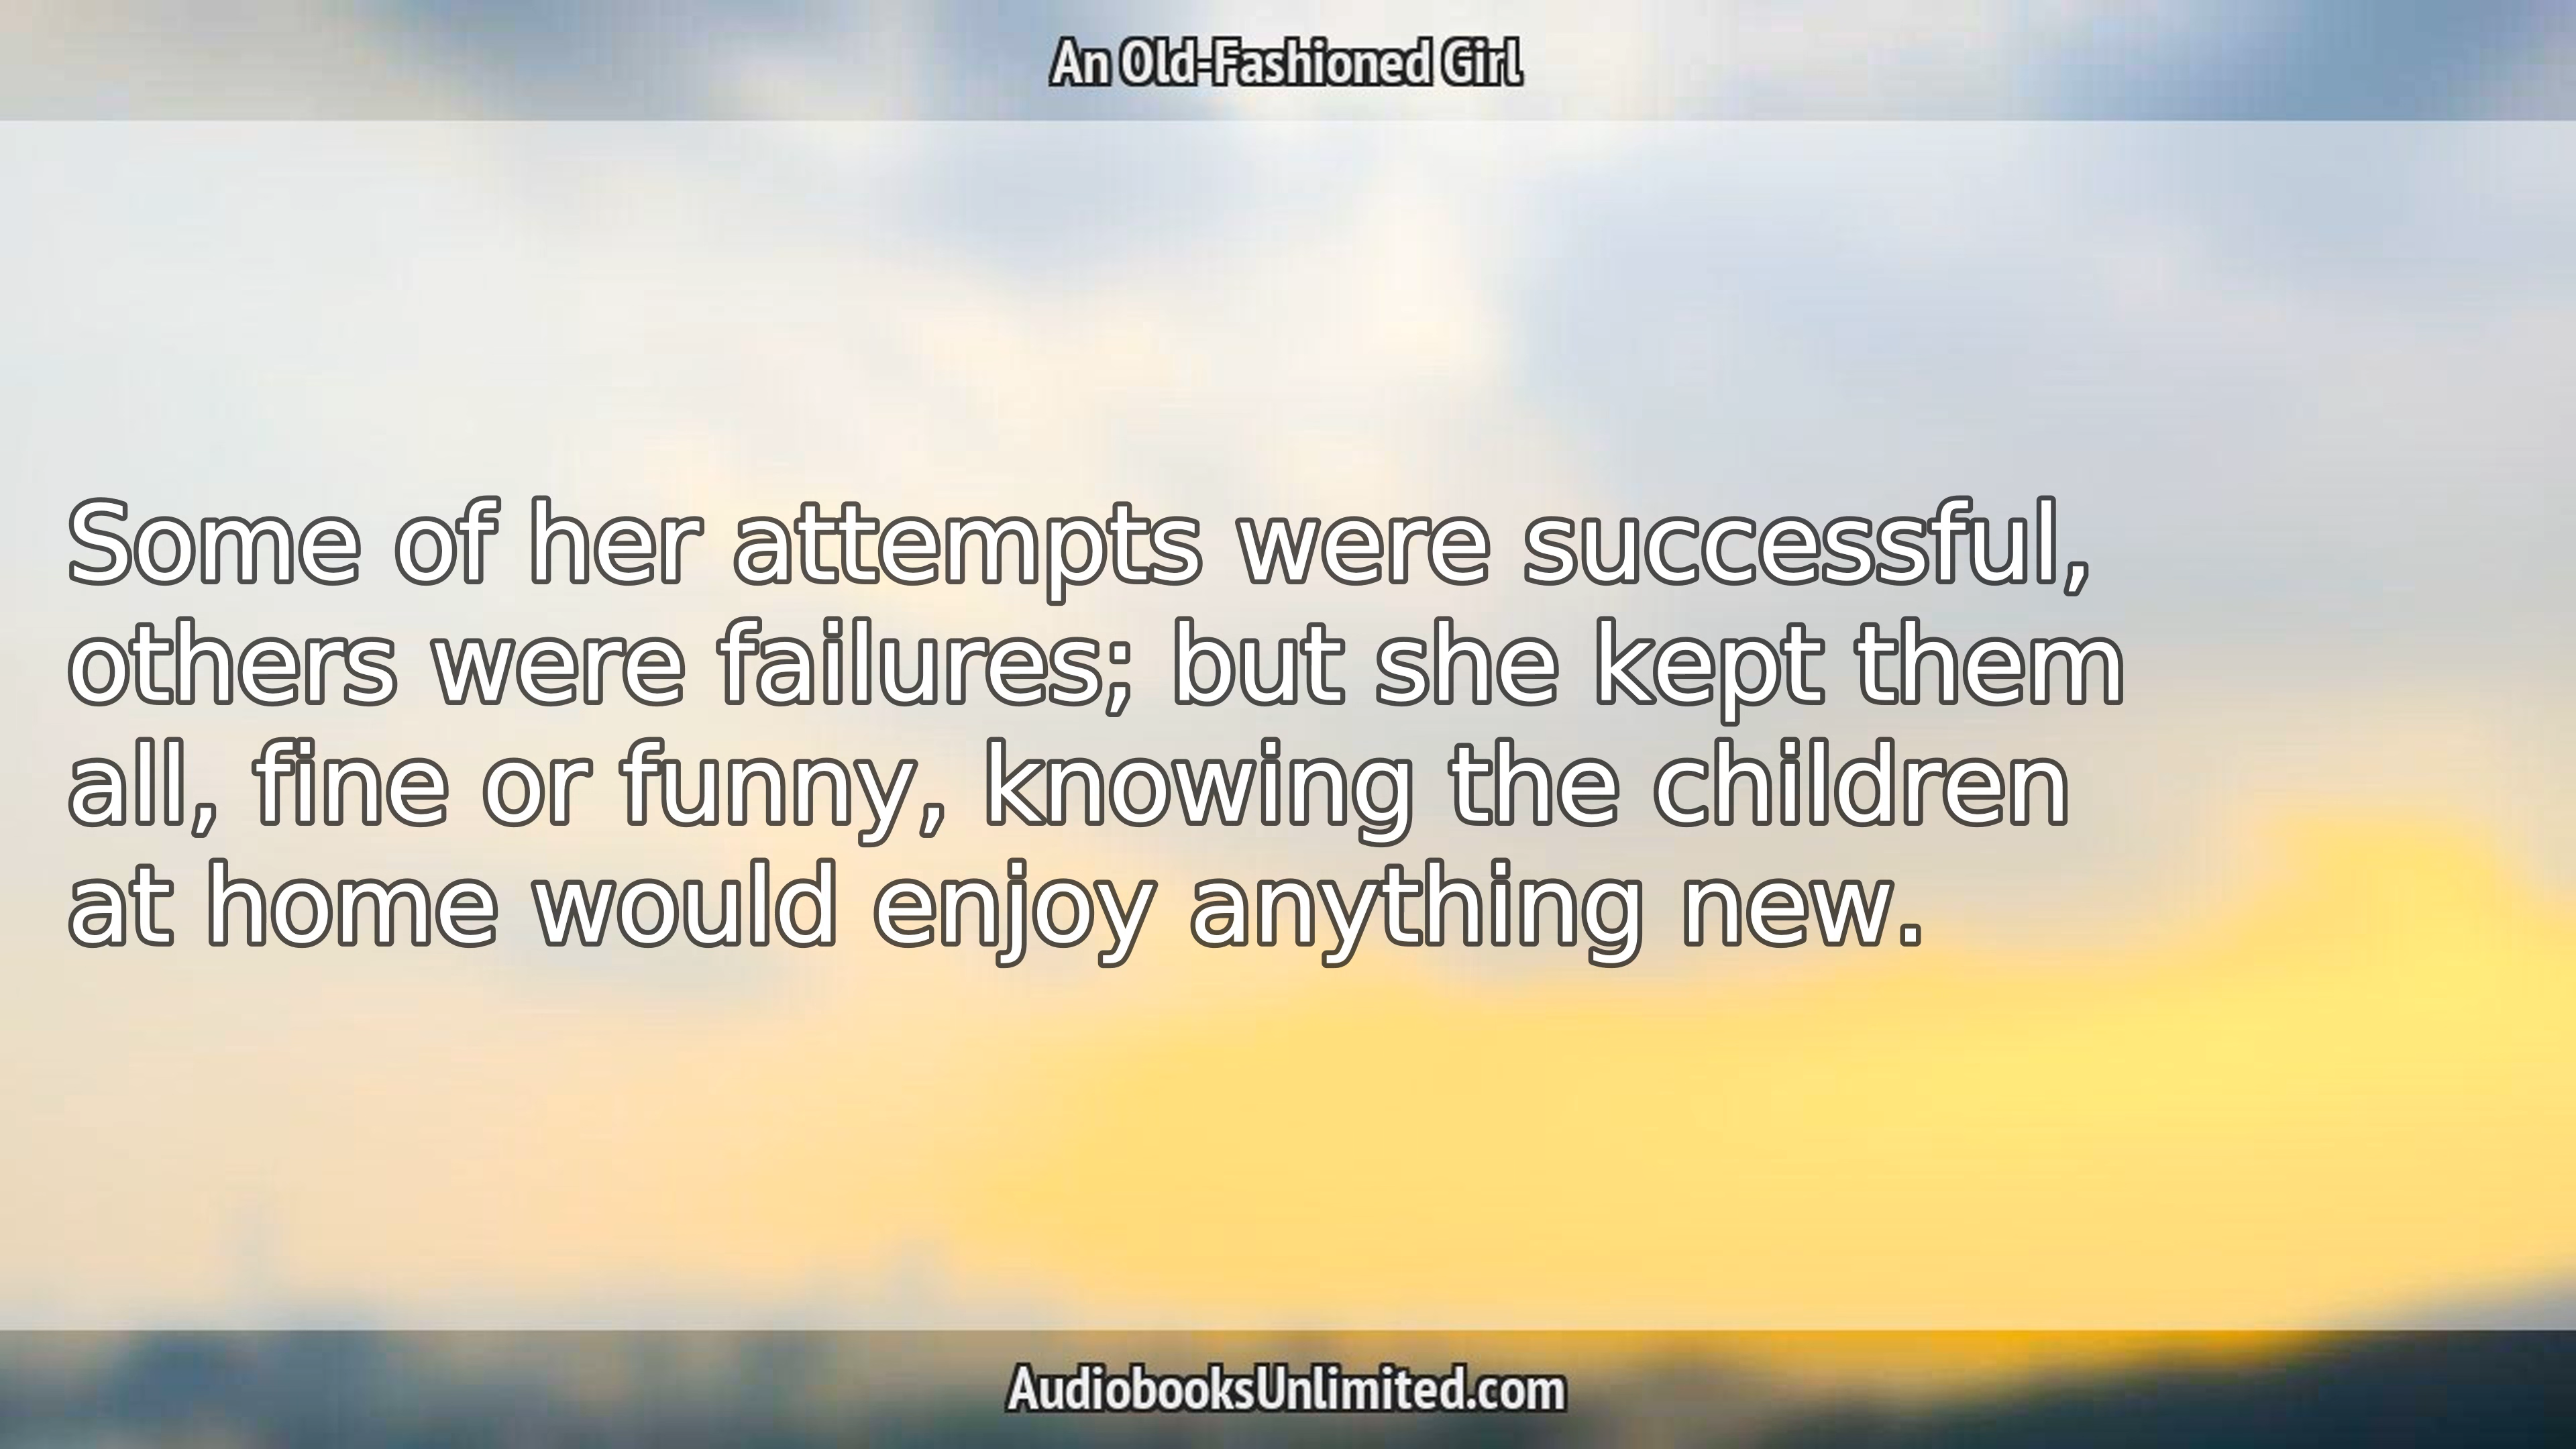 An Old-Fashioned Girl
Some of her attempts were successful,
others were failures; but she kept them
all, fine or funny, knowing the children
at home would enjoy anything new.
AudiobooksUnlimited.com